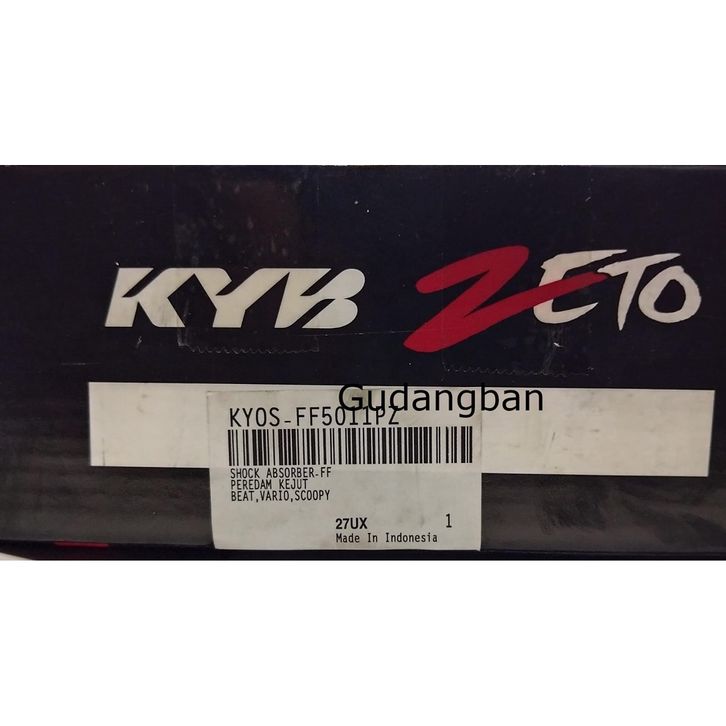 KYB ZETO
Gudangban
KYOS-FF5011PZ
SHOCK ABSORBER-FF
PEREDAM KEJUT
BEAT,VARIO,SCOOPY
27UX 1
Made In Indonesia